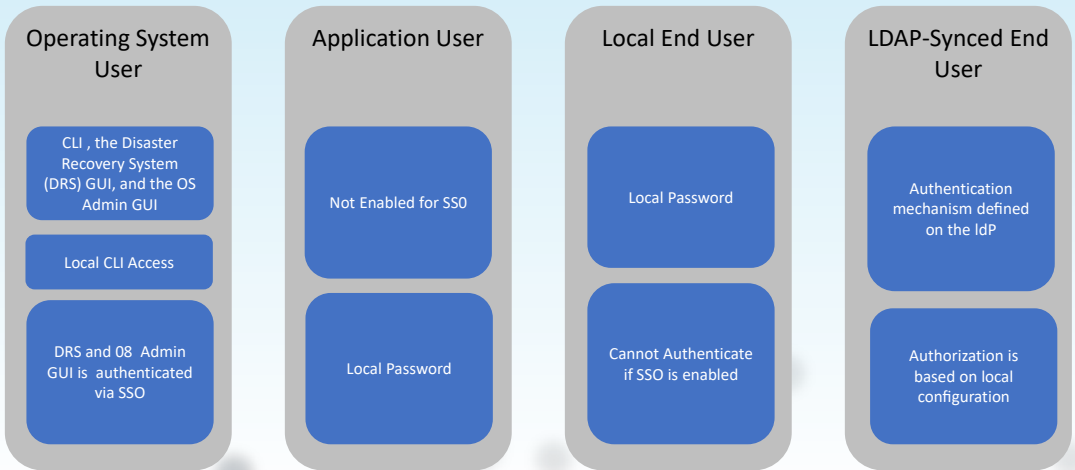 Operating System
User
CLI , the Disaster
Recovery System
(DRS) GUI, and the OS
Admin GUI
Local CLI Access
DRS and 08 Admin
GUI is authenticated
via SSO
Application User
Not Enabled for SS0
Local Password
Local End User
Local Password
Cannot Authenticate
if SSO is enabled
LDAP-Synced End
User
Authentication
mechanism defined
on the IdP
Authorization is
based on local
configuration